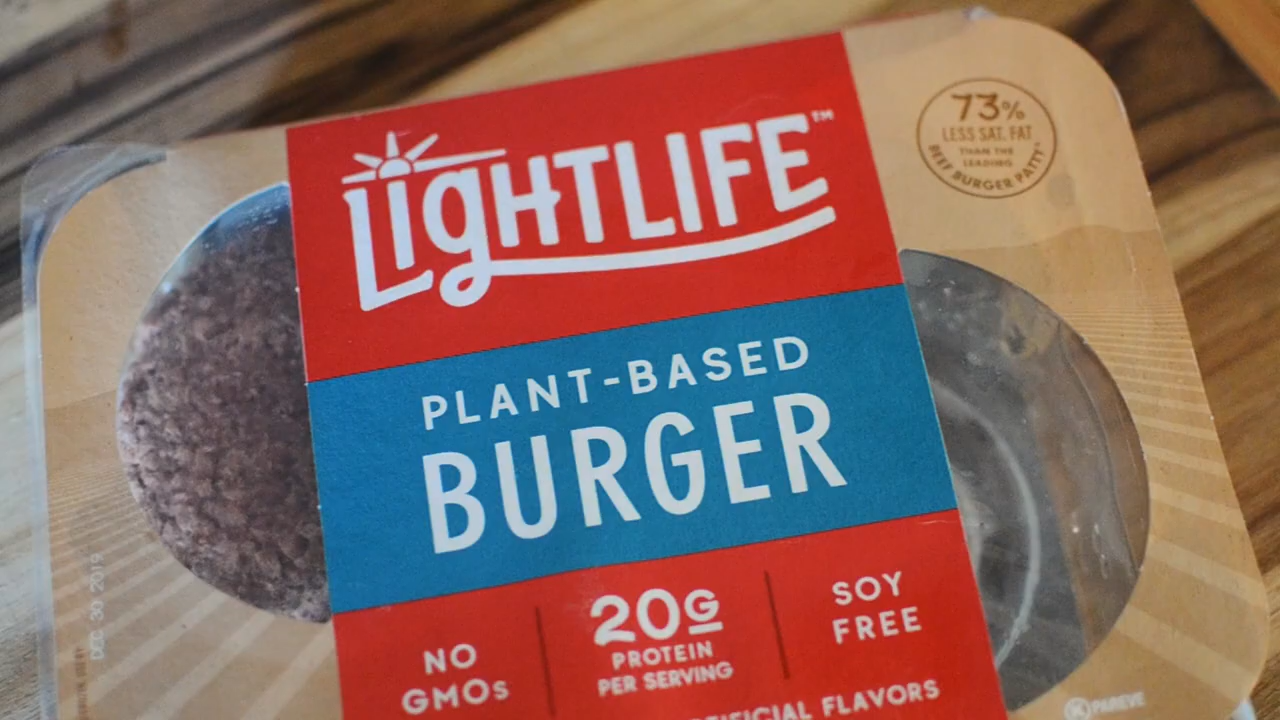 LIGHTLIFE™
73%
LESS SAT. FAT
THAN THE
LEADING
BEEF BURGER PATTY*
PLANT-BASED
BURGER
NO
GMOs
20G
PROTEIN
PER SERVING
SOY
FREE
FLAVORS
DEC 30 2019
K PAREVE